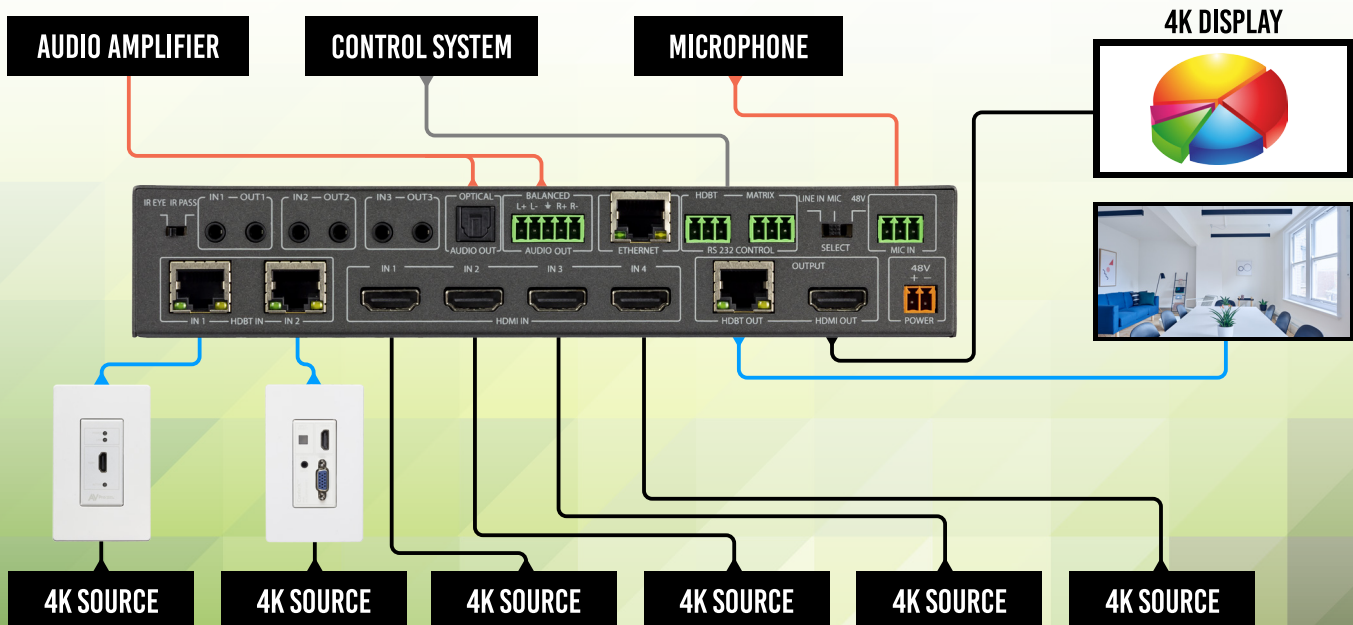 4K DISPLAY
AUDIO AMPLIFIER
CONTROL SYSTEM
MICROPHONE
IR EYE IR PASS
IN1 — OUT1
IN2 — OUT2
IN3 — OUT3
OPTICAL
AUDIO OUT
BALANCED
L+ L- ⏚ R+ R-
AUDIO OUT
ETHERNET
HDBT
MATRIX
RS 232 CONTROL
LINE IN MIC 48V
SELECT
MIC IN
IN 1
HDBT IN
IN 2
IN 1
IN 2
IN 3
IN 4
HDMI IN
OUTPUT
HDBT OUT
HDMI OUT
48V
+ −
POWER
4K SOURCE
4K SOURCE
4K SOURCE
4K SOURCE
4K SOURCE
4K SOURCE